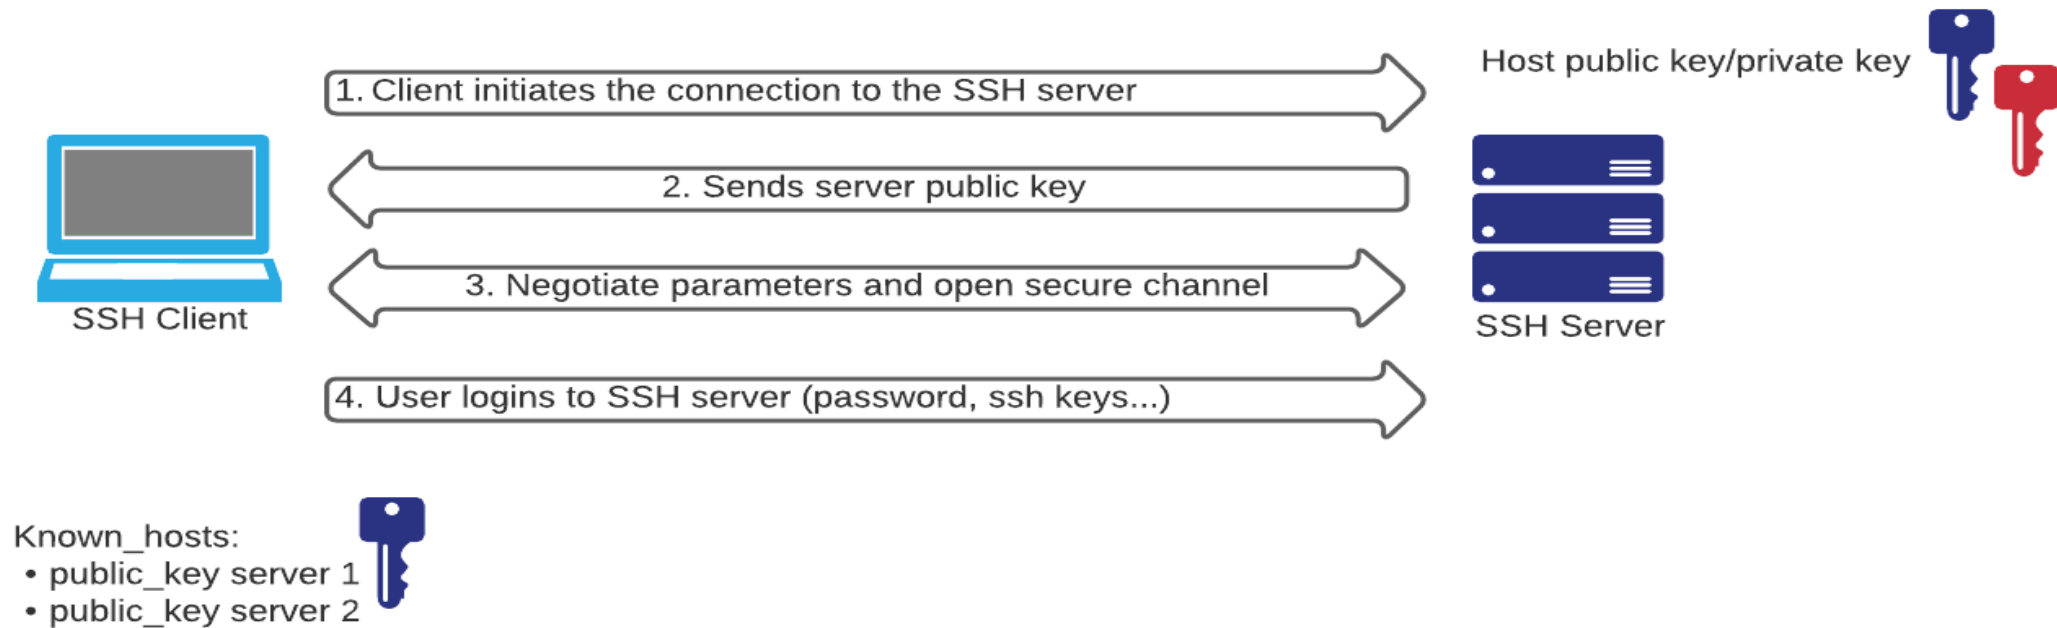 Host public key/private key
1. Client initiates the connection to the SSH server
2. Sends server public key
3. Negotiate parameters and open secure channel
SSH Client
SSH Server
4. User logins to SSH server (password, ssh keys...)
Known_hosts:
• public_key server 1
• public_key server 2